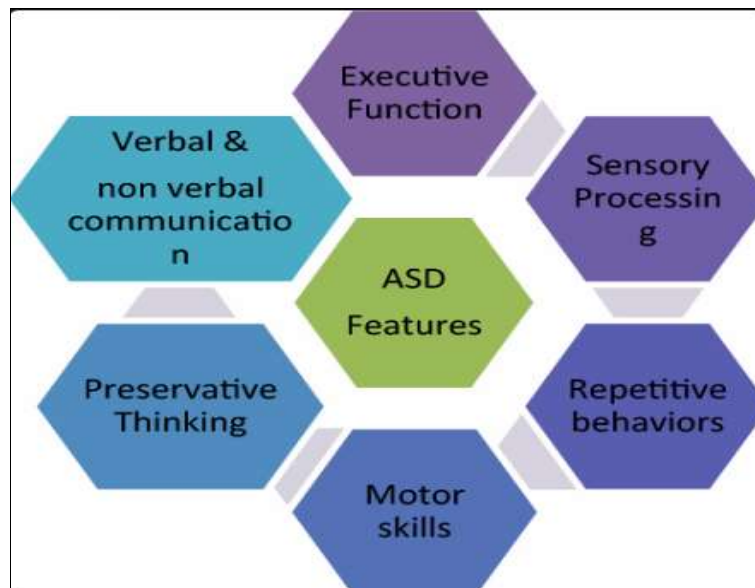 Executive
Function
Verbal &
non verbal
communicatio
n
Sensory
Processin
g
ASD
Features
Preservative
Thinking
Repetitive
behaviors
Motor
skills